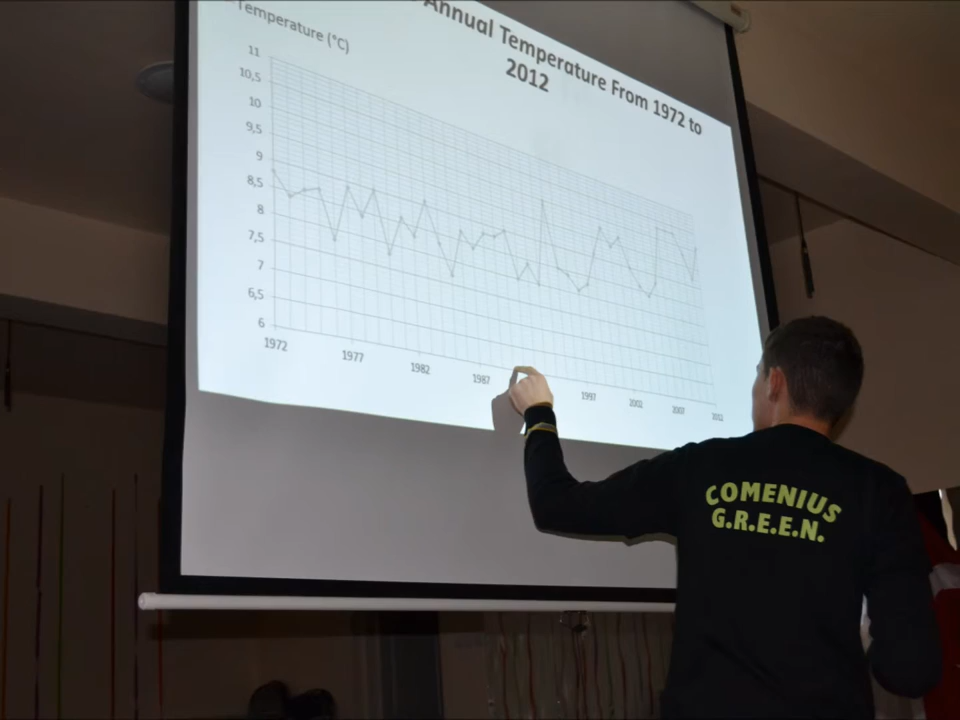 Annual Temperature From 1972 to
2012
Temperature (°C)
11
10,5
10
9,5
9
8,5
8
7,5
7
6,5
6
1972 1977 1982 1987 1997 2002 2007 2012
COMENIUS
G.R.E.E.N.